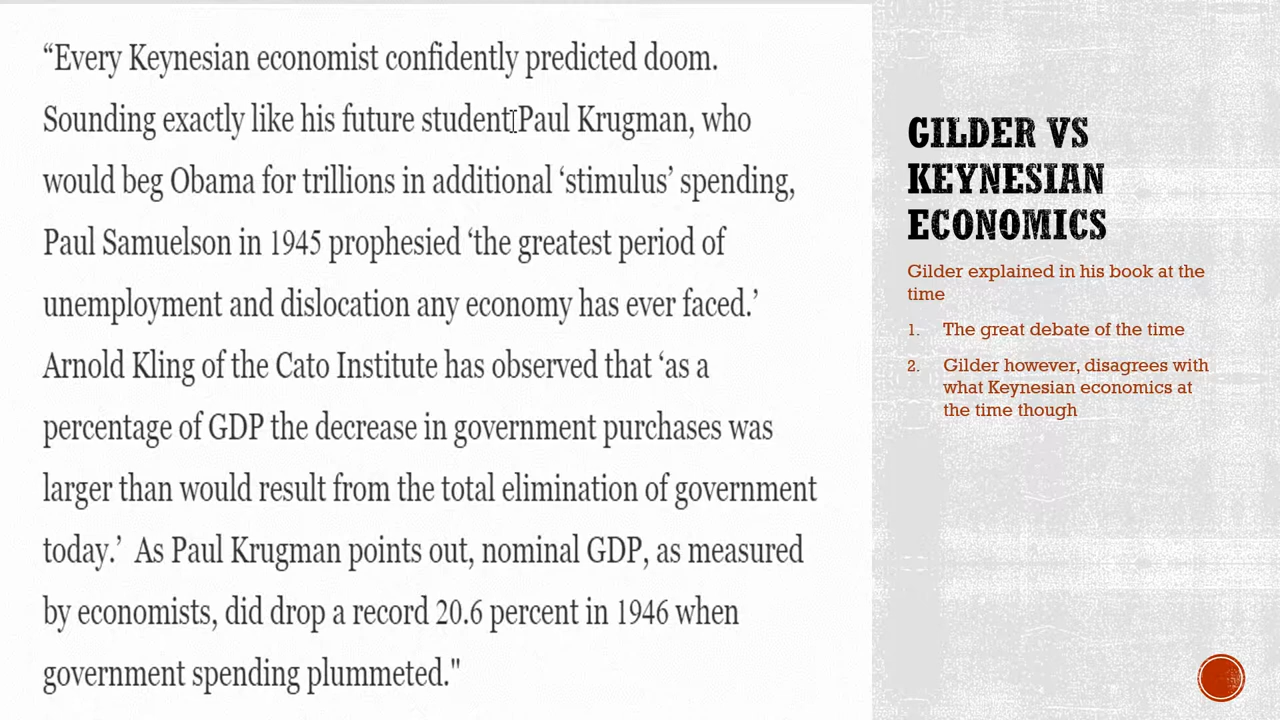 “Every Keynesian economist confidently predicted doom.
Sounding exactly like his future student Paul Krugman, who
would beg Obama for trillions in additional ‘stimulus’ spending,
Paul Samuelson in 1945 prophesied ‘the greatest period of
unemployment and dislocation any economy has ever faced.’
Arnold Kling of the Cato Institute has observed that ‘as a
percentage of GDP the decrease in government purchases was
larger than would result from the total elimination of government
today.’  As Paul Krugman points out, nominal GDP, as measured
by economists, did drop a record 20.6 percent in 1946 when
government spending plummeted."
GILDER VS
KEYNESIAN
ECONOMICS
Gilder explained in his book at the
time
1. The great debate of the time
2. Gilder however, disagrees with
what Keynesian economics at
the time though